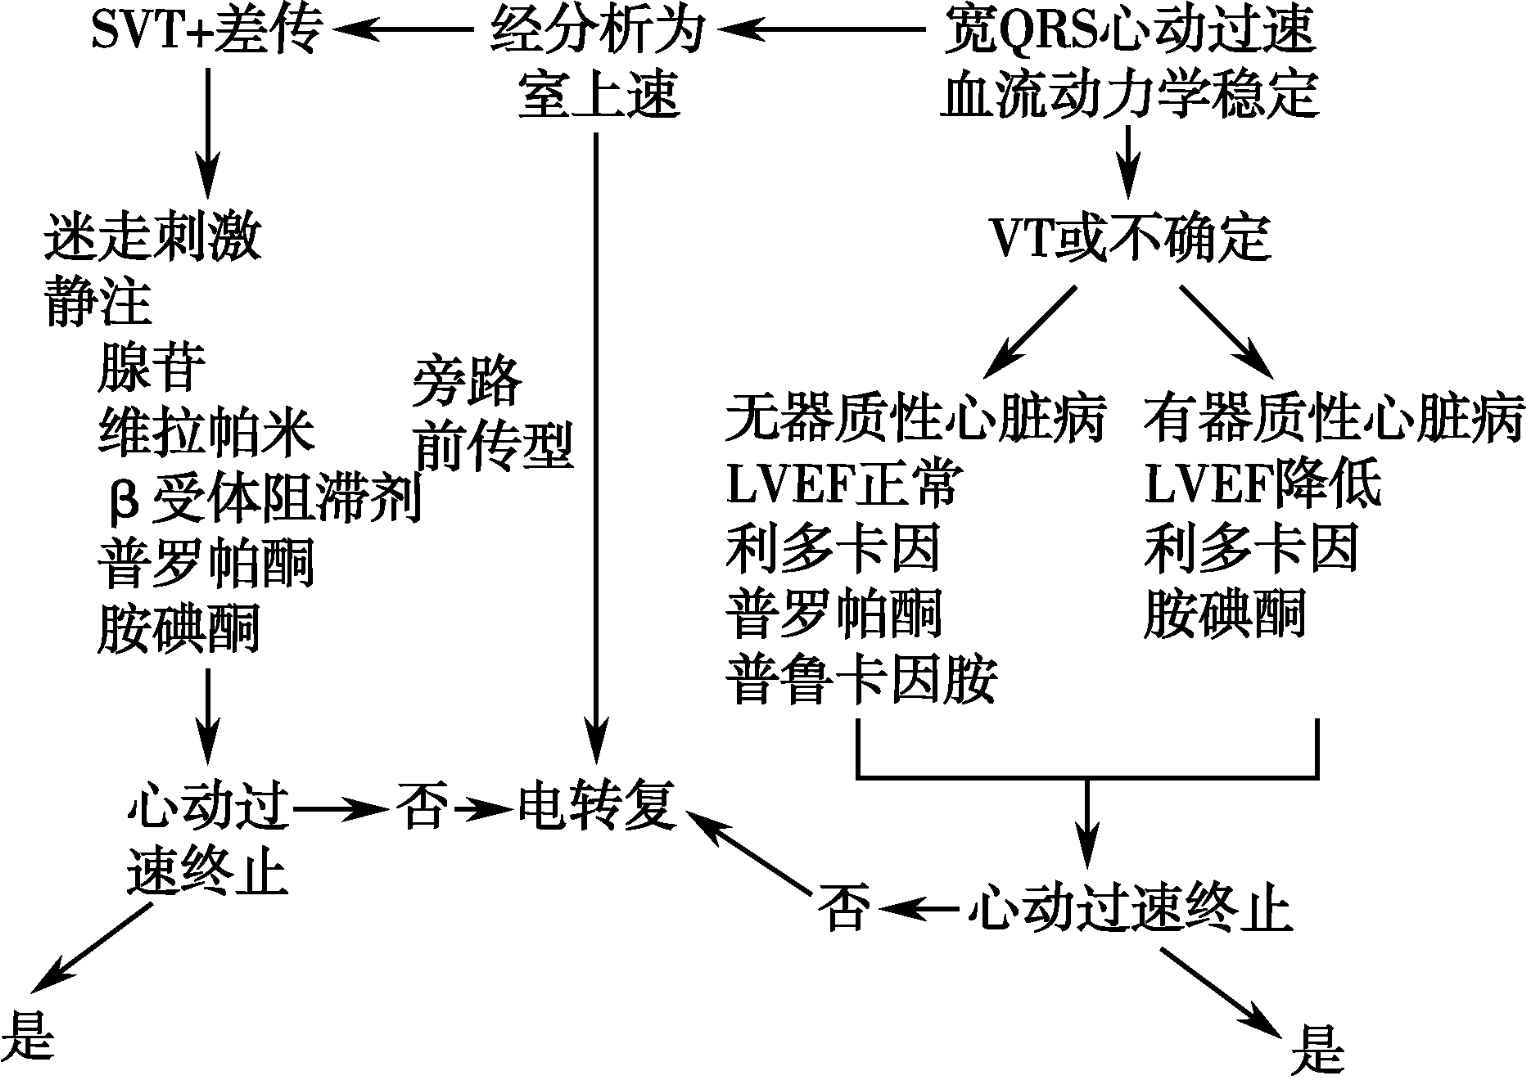 SVT+差传
经分析为
室上速
宽QRS心动过速
血流动力学稳定
迷走刺激
静注
腺苷
维拉帕米
β受体阻滞剂
普罗帕酮
胺碘酮
旁路
前传型
VT或不确定
无器质性心脏病
LVEF正常
利多卡因
普罗帕酮
普鲁卡因胺
有器质性心脏病
LVEF降低
利多卡因
胺碘酮
心动过
速终止
否
电转复
否
心动过速终止
是
是